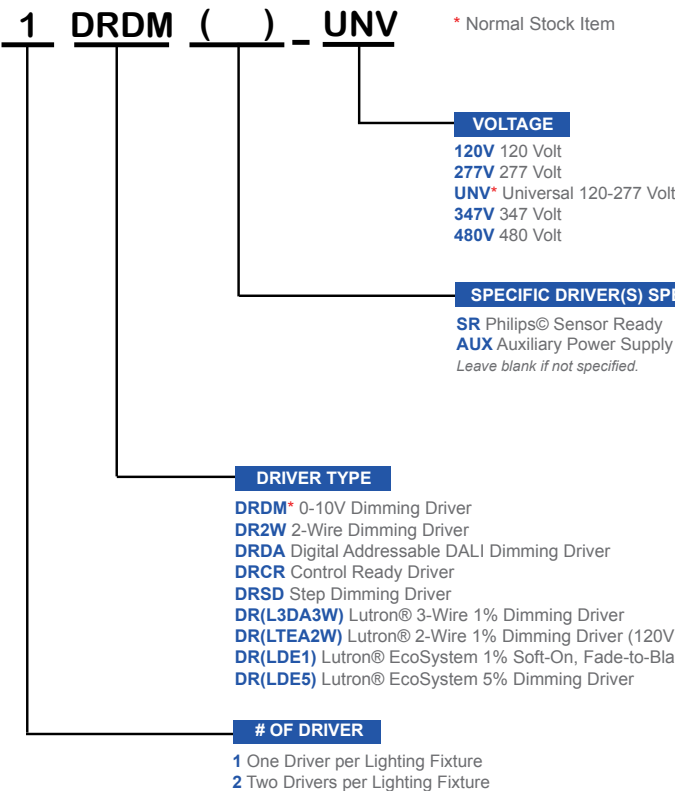 1 DRDM ( ) - UNV
* Normal Stock Item
VOLTAGE
120V 120 Volt
277V 277 Volt
UNV* Universal 120-277 Volt
347V 347 Volt
480V 480 Volt
SPECIFIC DRIVER(S)
SR Philips© Sensor Ready
AUX Auxiliary Power Supply
Leave blank if not specified.
DRIVER TYPE
DRDM* 0-10V Dimming Driver
DR2W 2-Wire Dimming Driver
DRDA Digital Addressable DALI Dimming Driver
DRCR Control Ready Driver
DRSD Step Dimming Driver
DR(L3DA3W) Lutron® 3-Wire 1% Dimming Driver
DR(LTEA2W) Lutron® 2-Wire 1% Dimming Driver (120V
DR(LDE1) Lutron® EcoSystem 1% Soft-On,
DR(LDE5) Lutron® EcoSystem 5% Dimming Driver
# OF DRIVER
1 One Driver per Lighting Fixture
2 Two Drivers per Lighting Fixture